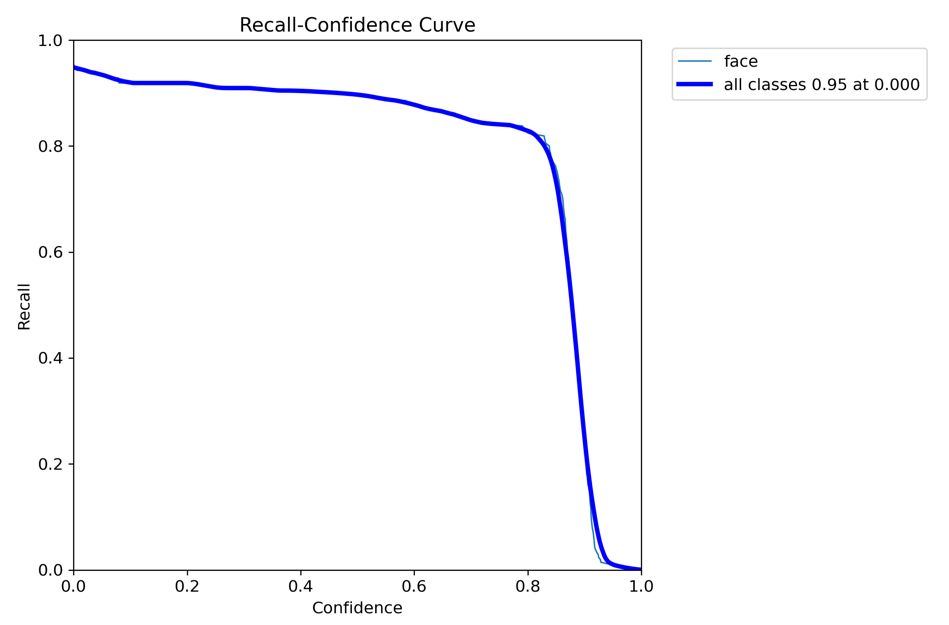 Recall-Confidence Curve
1.0
0.8
0.6
0.4
0.2
0.0
Recall
0.0 0.2 0.4 0.6 0.8 1.0
Confidence
face
all classes 0.95 at 0.000